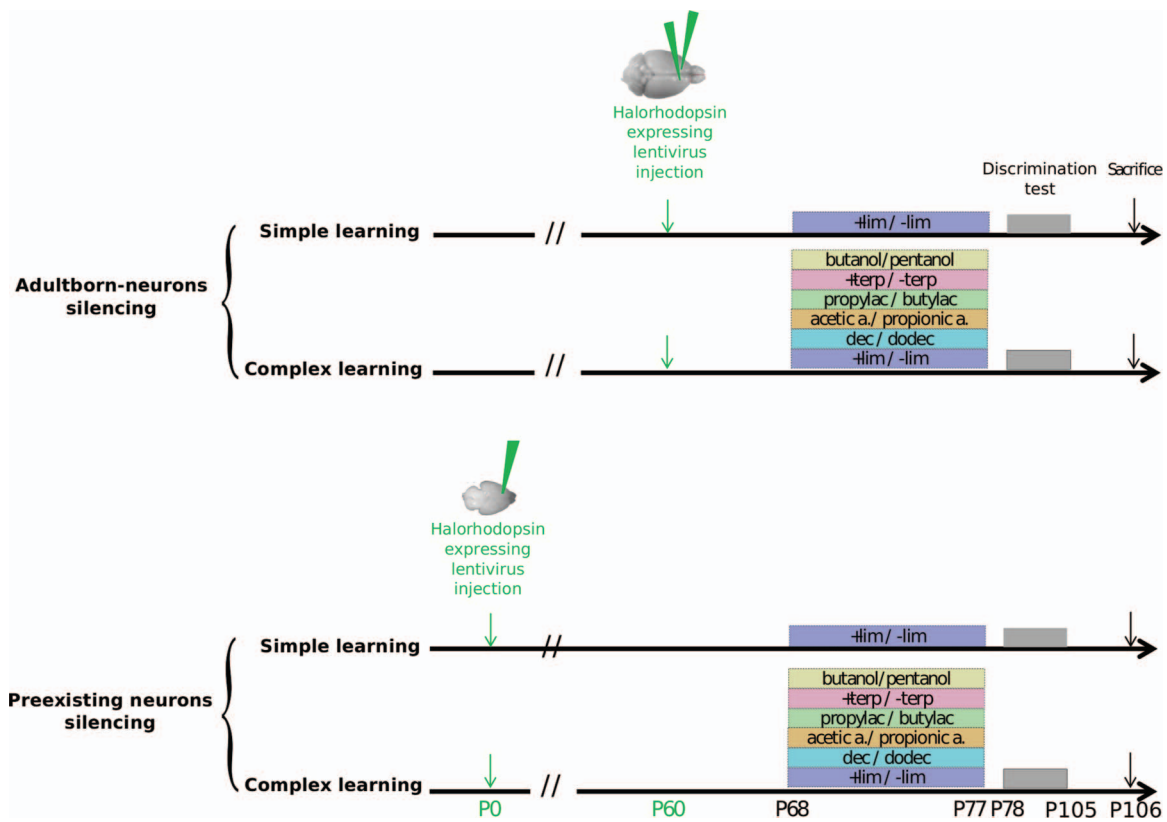 Halorhodopsin
expressing
lentivirus
injection
Discrimination
test
Sacrifice
Simple learning
//
+lim / -lim
Adultborn-neurons
silencing
butanol/pentanol
+terp / -terp
propylac / butylac
acetic a./ propionic a.
dec / dodec
+lim / -lim
Complex learning
//
Halorhodopsin
expressing
lentivirus
injection
Simple learning
//
+lim / -lim
Preexisting neurons
silencing
butanol/pentanol
+terp / -terp
propylac / butylac
acetic a./ propionic a.
dec / dodec
+lim / -lim
Complex learning
//
P0 P60 P68 P77 P78 P105 P106